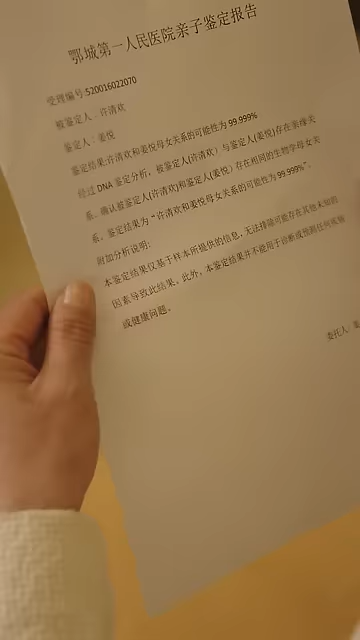 鄂城第一人民医院亲子鉴定报告
受理编号:520016022070
被鉴定人：许清欢
鉴定人：姜悦
鉴定结果:许清欢和姜悦母女关系的可能性为 99.999%
经过 DNA 鉴定分析，被鉴定人(许清欢）与鉴定人(姜悦)存在亲缘关
系。确认被鉴定人(许清欢)和鉴定人(姜悦）存在相同的生物学母女关
系，鉴定结果为“许清欢和姜悦母女关系的可能性为 99.999%”。
附加分析说明：
本鉴定结果仅基于样本所提供的信息，无法排除可能存在其他未知的
因素导致此结果。此外，本鉴定结果并不能用于诊断或预测任何疾病
或健康问题。
委托人